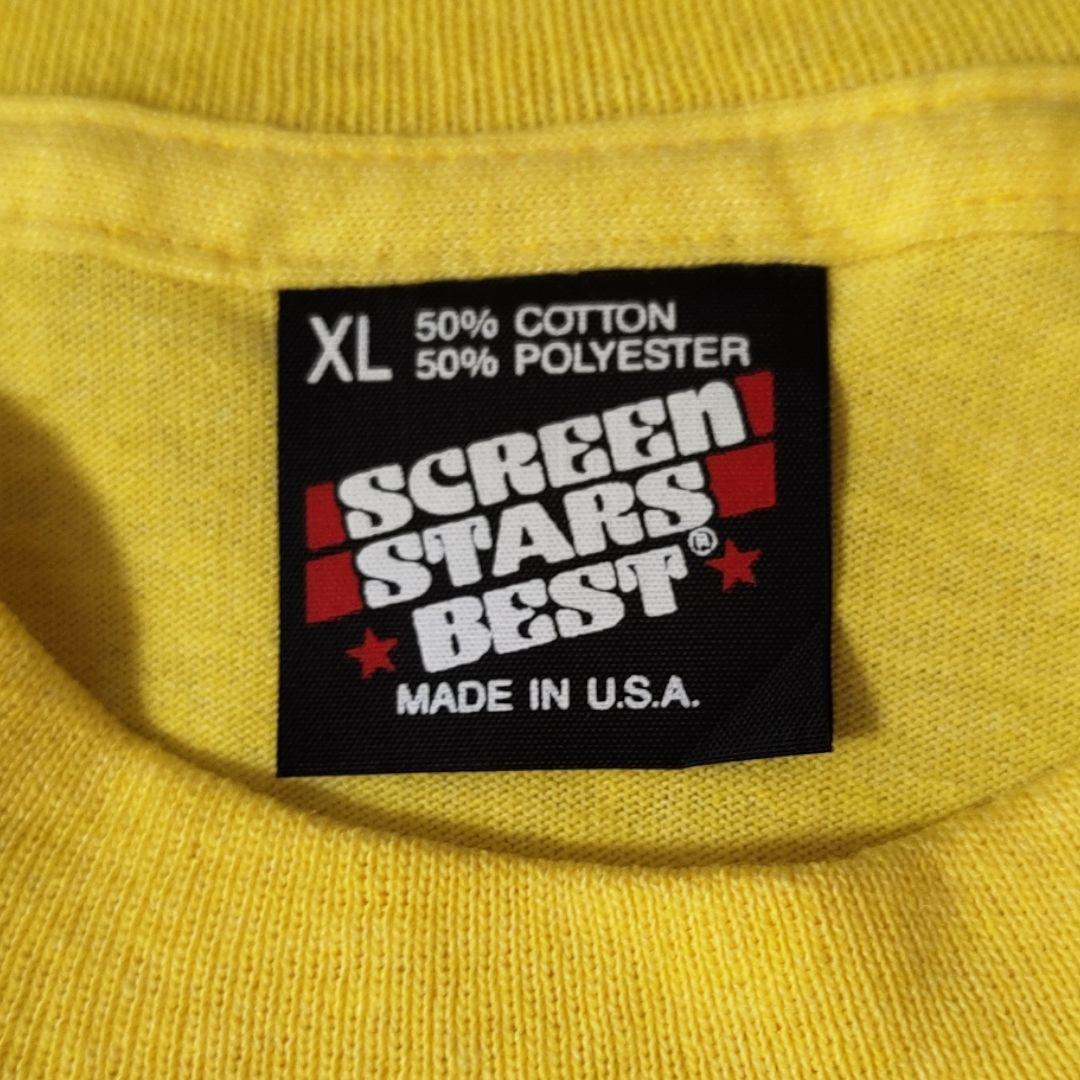 XL 50% COTTON
50% POLYESTER
SCREEN
STARS
BEST®
MADE IN U.S.A.